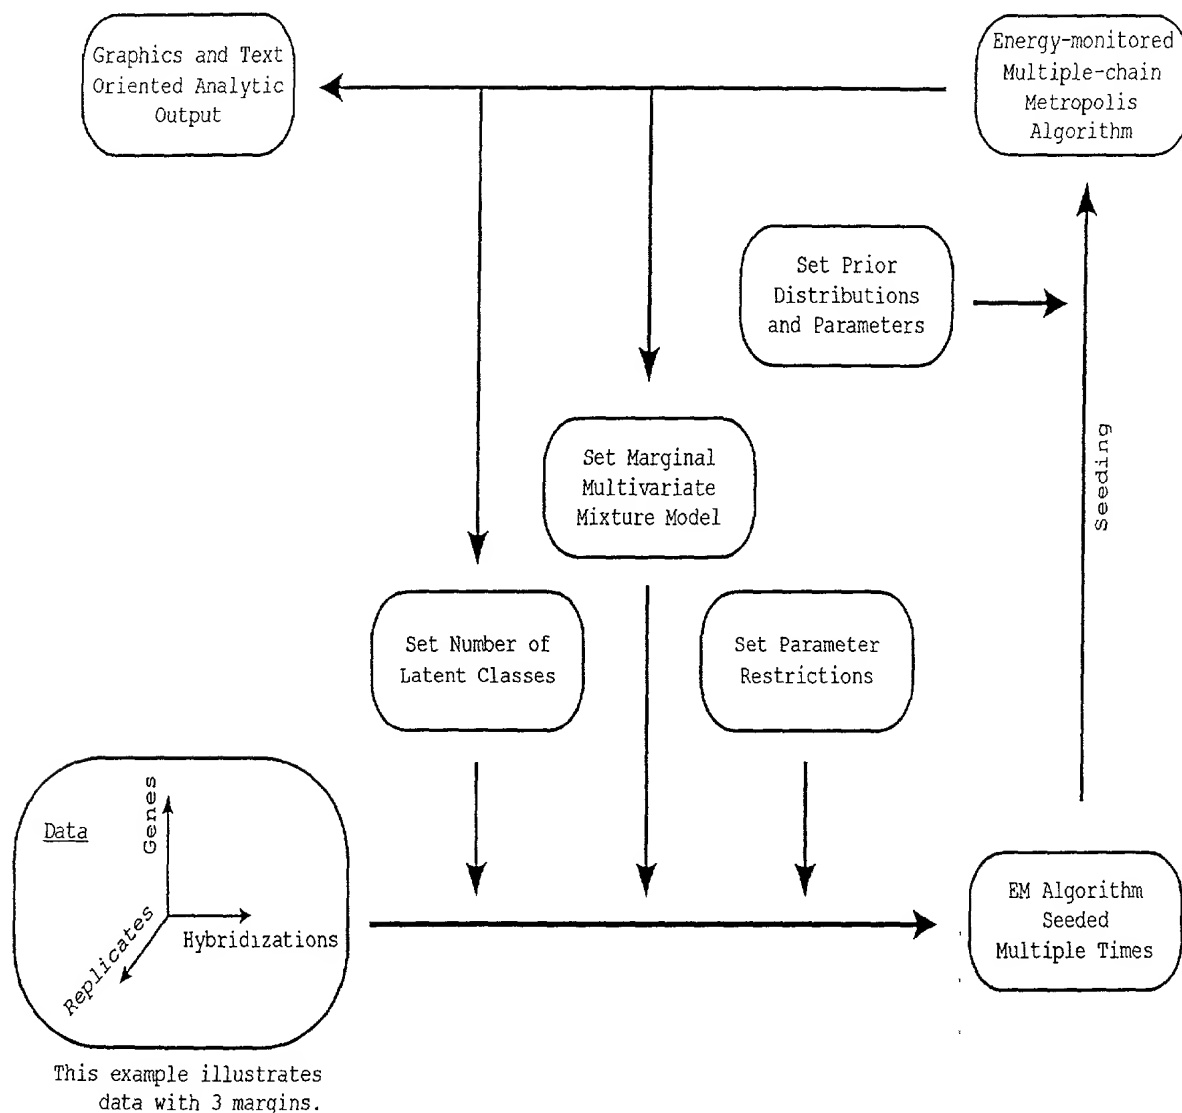 Graphics and Text
Oriented Analytic
Output
Energy-monitored
Multiple-chain
Metropolis
Algorithm
Set Prior
Distributions
and Parameters
Seeding
Set Marginal
Multivariate
Mixture Model
Set Number of
Latent Classes
Set Parameter
Restrictions
Data
Genes
Hybridizations
Replicates
EM Algorithm
Seeded
Multiple Times
This example illustrates
data with 3 margins.